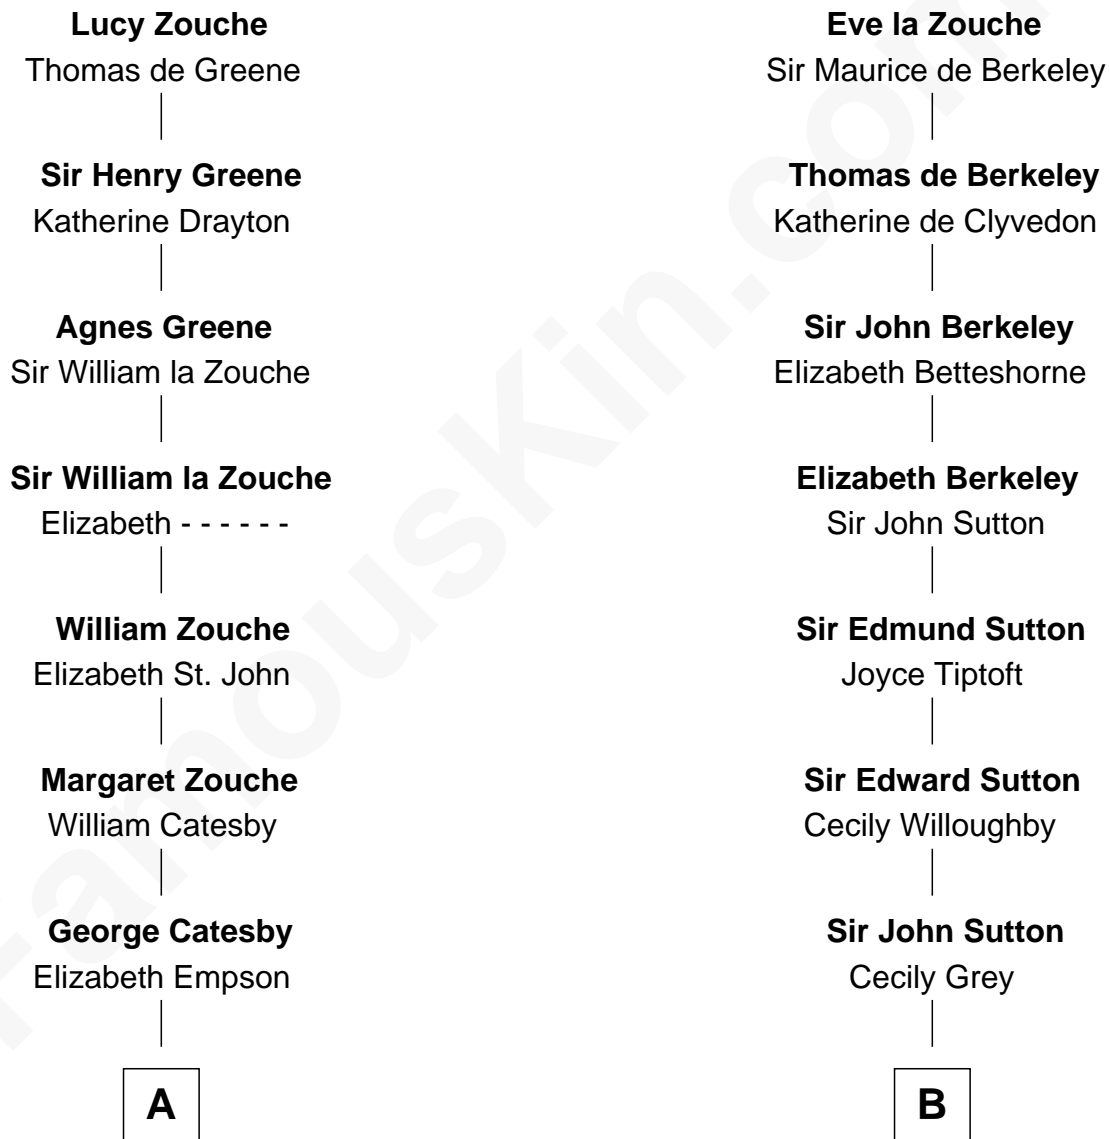 Lucy Zouche
Thomas de Greene
Sir Henry Greene
Katherine Drayton
Agnes Greene
Sir William la Zouche
Sir William la Zouche
Elizabeth - - - - - -
William Zouche
Elizabeth St. John
Margaret Zouche
William Catesby
George Catesby
Elizabeth Empson
A
Eve la Zouche
Sir Maurice de Berkeley
Thomas de Berkeley
Katherine de Clyvedon
Sir John Berkeley
Elizabeth Betteshorne
Elizabeth Berkeley
Sir John Sutton
Sir Edmund Sutton
Joyce Tiptoft
Sir Edward Sutton
Cecily Willoughby
Sir John Sutton
Cecily Grey
B
FamousKin.com